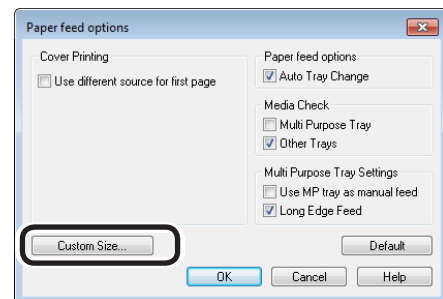 Paper feed options
Cover Printing
Use different source for first page
Paper feed options
Auto Tray Change
Media Check
Multi Purpose Tray
Other Trays
Multi Purpose Tray Settings
Use MP tray as manual feed
Long Edge Feed
Custom Size...
Default
OK
Cancel
Help